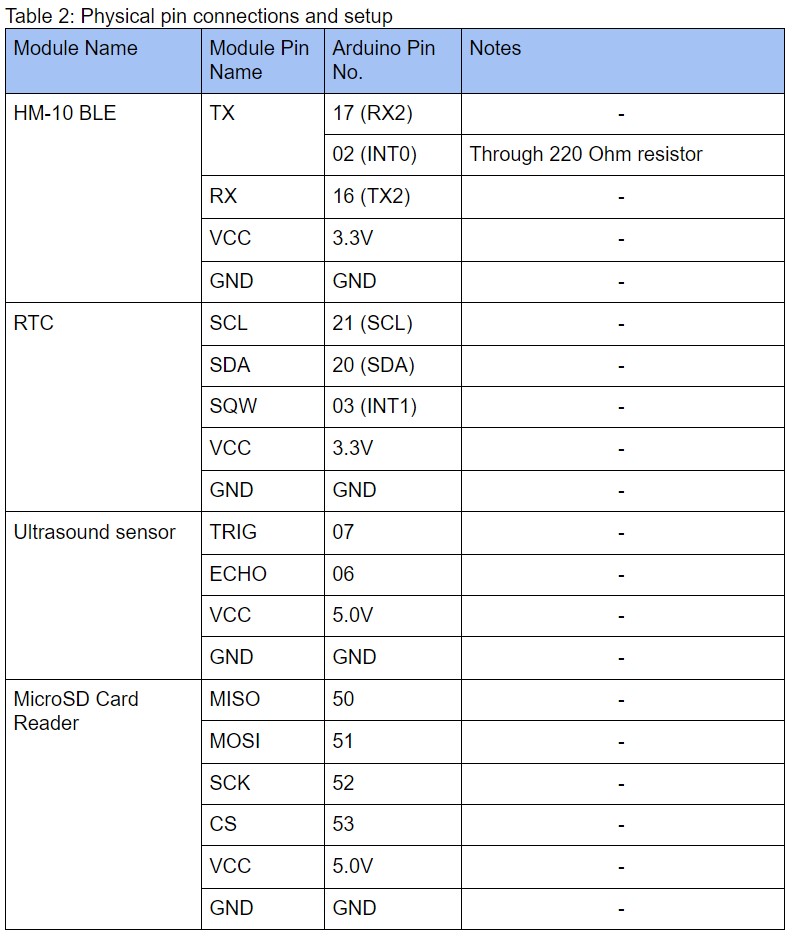 Table 2: Physical pin connections and setup
Module Name Module Pin Name Arduino Pin No. Notes
HM-10 BLE TX 17 (RX2) -
02 (INT0) Through 220 Ohm resistor
RX 16 (TX2) -
VCC 3.3V -
GND GND -
RTC SCL 21 (SCL) -
SDA 20 (SDA) -
SQW 03 (INT1) -
VCC 3.3V -
GND GND -
Ultrasound sensor TRIG 07 -
ECHO 06 -
VCC 5.0V -
GND GND -
MicroSD Card Reader MISO 50 -
MOSI 51 -
SCK 52 -
CS 53 -
VCC 5.0V -
GND GND -